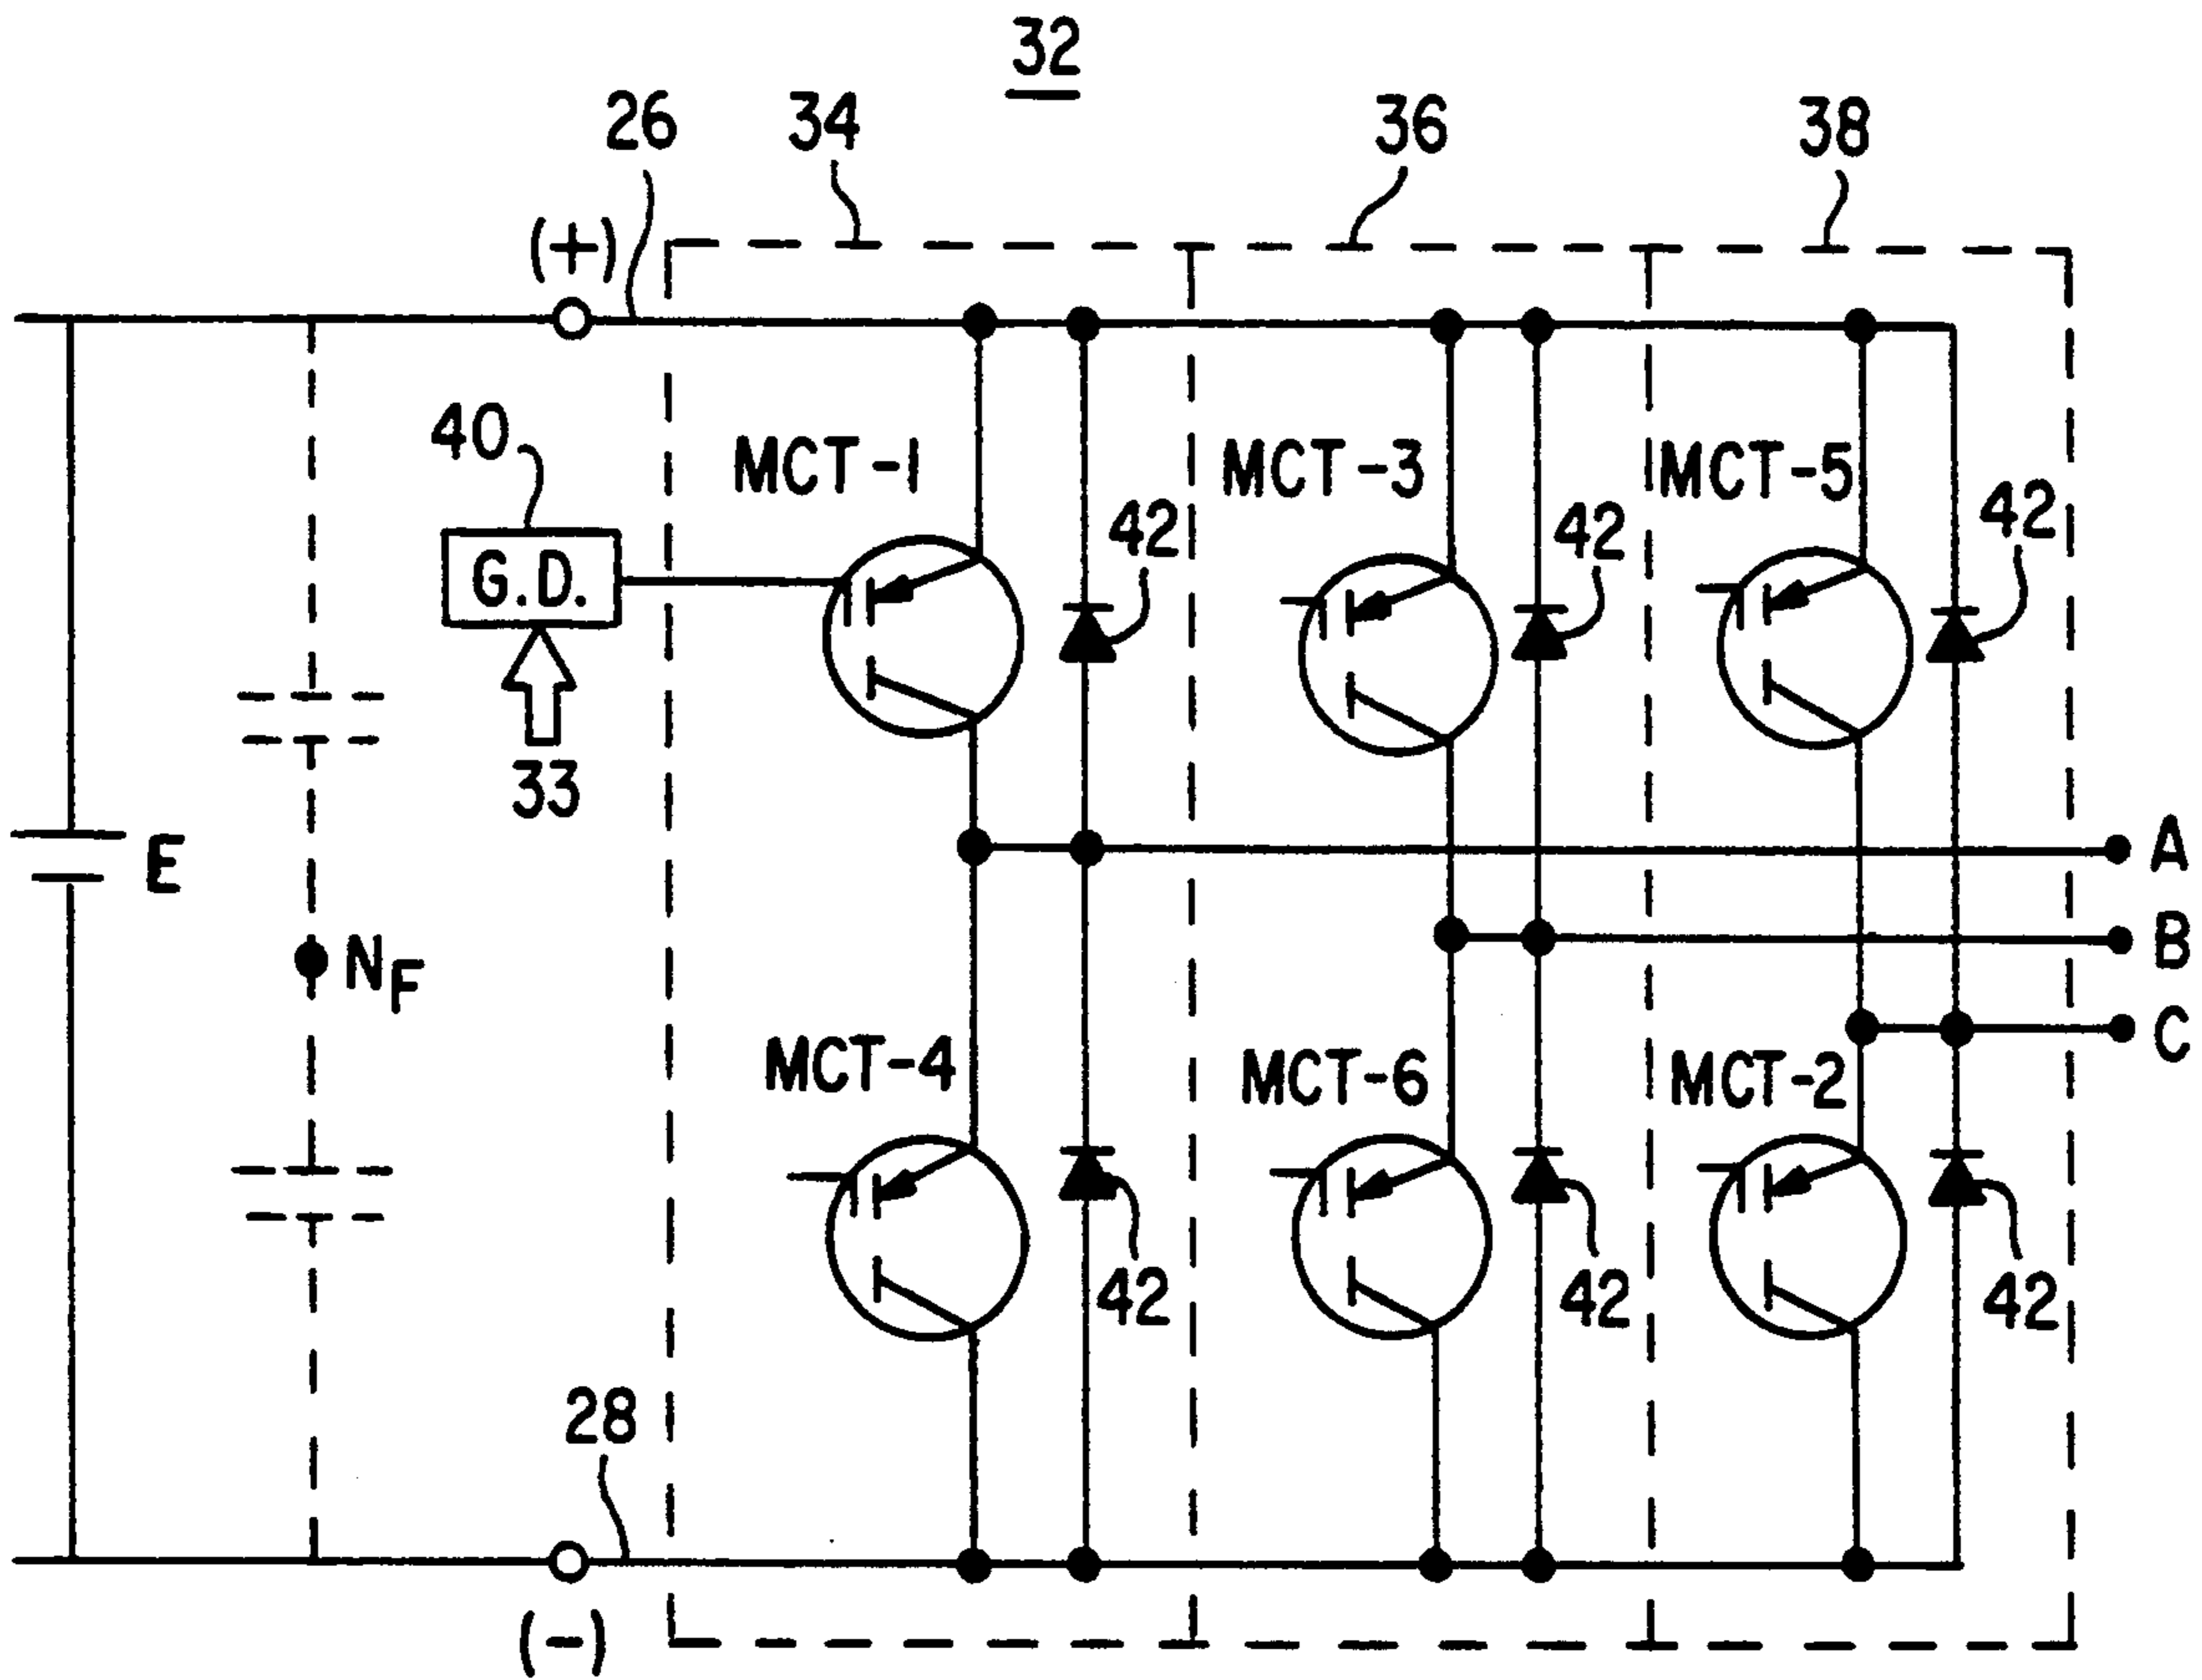 32
26
34
36
38
(+)
40
MCT-1
MCT-3
MCT-5
42
42
42
G.D.
33
E
A
B
NF
C
MCT-4
MCT-6
MCT-2
42
42
42
28
(-)